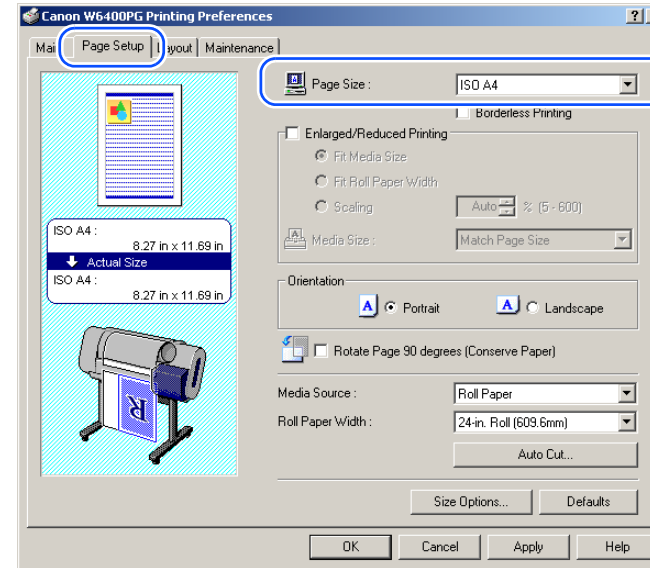 Canon W6400PG Printing Preferences
Mai Page Setup Layout Maintenance
Page Size : ISO A4
Borderless Printing
Enlarged/Reduced Printing
Fit Media Size
Fit Roll Paper Width
Scaling Auto % (5 - 600)
Media Size : Match Page Size
ISO A4 :
8.27 in x 11.69 in
Actual Size
ISO A4 :
8.27 in x 11.69 in
Orientation
A Portrait A Landscape
Rotate Page 90 degrees (Conserve Paper)
R
Media Source : Roll Paper
Roll Paper Width : 24-in. Roll (609.6mm)
Auto Cut...
Size Options... Defaults
OK Cancel Apply Help